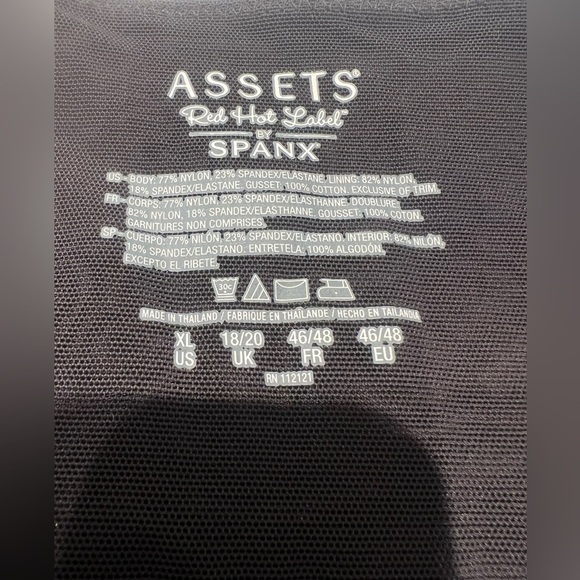 ASSETS®
Red Hot Label™
BY
SPANX®
US - BODY: 77% NYLON, 23% SPANDEX/ELASTANE. LINING: 82% NYLON,
18% SPANDEX/ELASTANE. GUSSET: 100% COTTON. EXCLUSIVE OF TRIM.
FR - CORPS: 77% NYLON, 23% SPANDEX/ELASTHANNE. DOUBLURE:
82% NYLON, 18% SPANDEX/ELASTHANNE. GOUSSET: 100% COTON.
GARNITURES NON COMPRISES.
SP - CUERPO: 77% NILÓN, 23% SPANDEX/ELASTANO. INTERIOR: 82% NILÓN,
18% SPANDEX/ELASTANO. ENTRETELA, 100% ALGODÓN.
EXCEPTO EL RIBETE.
30C
MADE IN THAILAND / FABRIQUÉ EN THAÏLANDE / HECHO EN TAILANDIA
XL 18/20 46/48 46/48
US UK FR EU
RN 112121